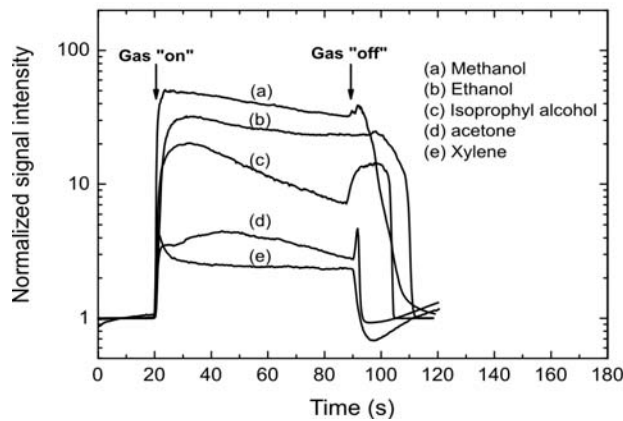 Gas "on"
Gas "off"
(a) Methanol
(b) Ethanol
(c) Isoprophyl alcohol
(d) acetone
(e) Xylene
(a)
(b)
(c)
(d)
(e)
Normalized signal intensity
100
10
1
0 20 40 60 80 100 120 140 160 180
Time (s)